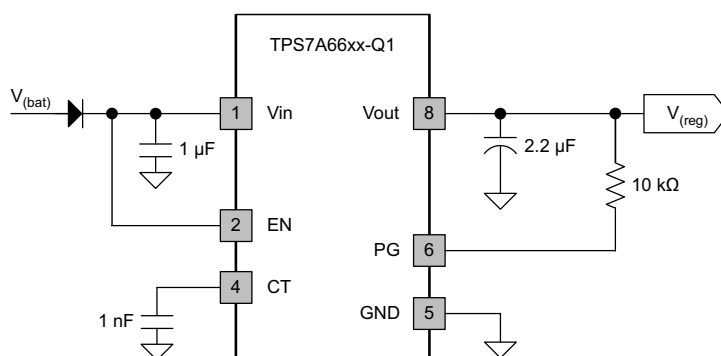 TPS7A66xx-Q1
V(bat)
1 Vin
Vout 8
V(reg)
1 µF
2.2 µF
10 kΩ
2 EN
PG 6
4 CT
GND 5
1 nF